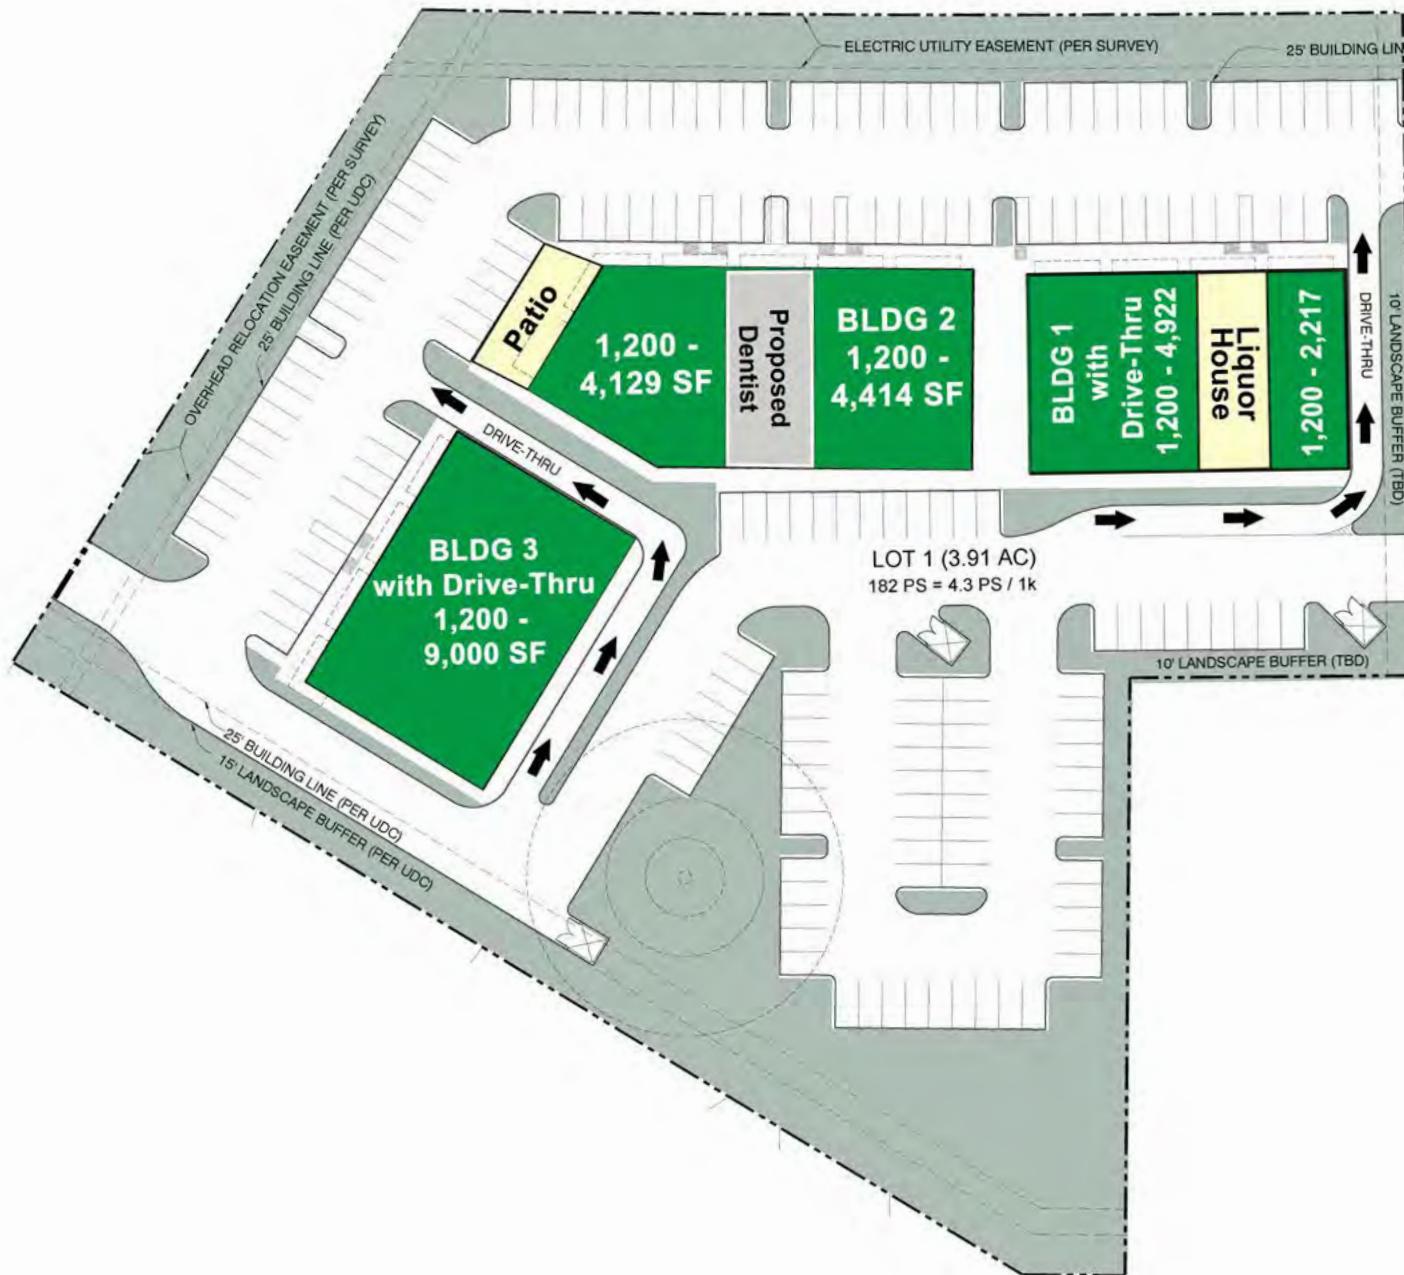 ELECTRIC UTILITY EASEMENT (PER SURVEY)
25' BUILDING LIN
OVERHEAD RELOCATION EASEMENT (PER SURVEY)
25' BUILDING LINE (PER UDC)
Patio
1,200 -
4,129 SF
Proposed
Dentist
BLDG 2
1,200 -
4,414 SF
BLDG 1
with
Drive-Thru
1,200 - 4,922
Liquor
House
1,200 - 2,217
DRIVE-THRU
10' LANDSCAPE BUFFER (TBD)
DRIVE-THRU
BLDG 3
with Drive-Thru
1,200 -
9,000 SF
LOT 1 (3.91 AC)
182 PS = 4.3 PS / 1k
10' LANDSCAPE BUFFER (TBD)
25' BUILDING LINE (PER UDC)
15' LANDSCAPE BUFFER (PER UDC)